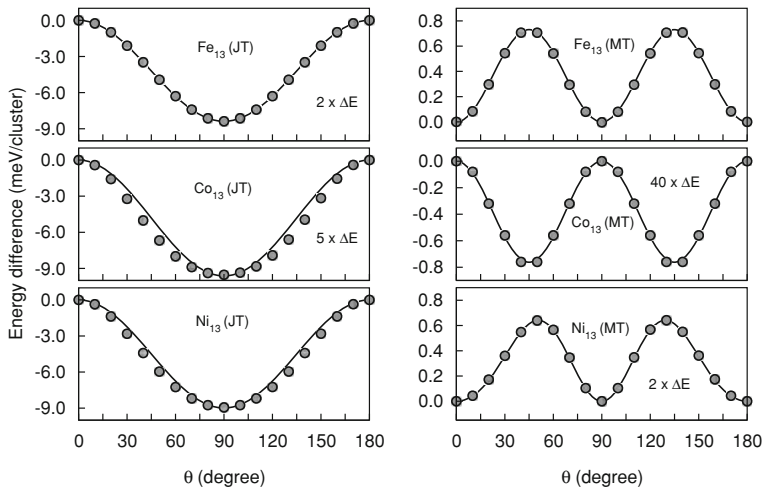 Energy difference (meV/cluster)
0.0
-3.0
-6.0
-9.0
Fe13 (JT)
2 x ΔE
0.0
-3.0
-6.0
-9.0
Co13 (JT)
5 x ΔE
0.0
-3.0
-6.0
-9.0
Ni13 (JT)
0 30 60 90 120 150 180
θ (degree)
0.8
0.6
0.4
0.2
0.0
Fe13 (MT)
0.0
-0.2
-0.4
-0.6
-0.8
40 x ΔE
Co13 (MT)
0.8
0.6
0.4
0.2
0.0
Ni13 (MT)
2 x ΔE
0 30 60 90 120 150 180
θ (degree)